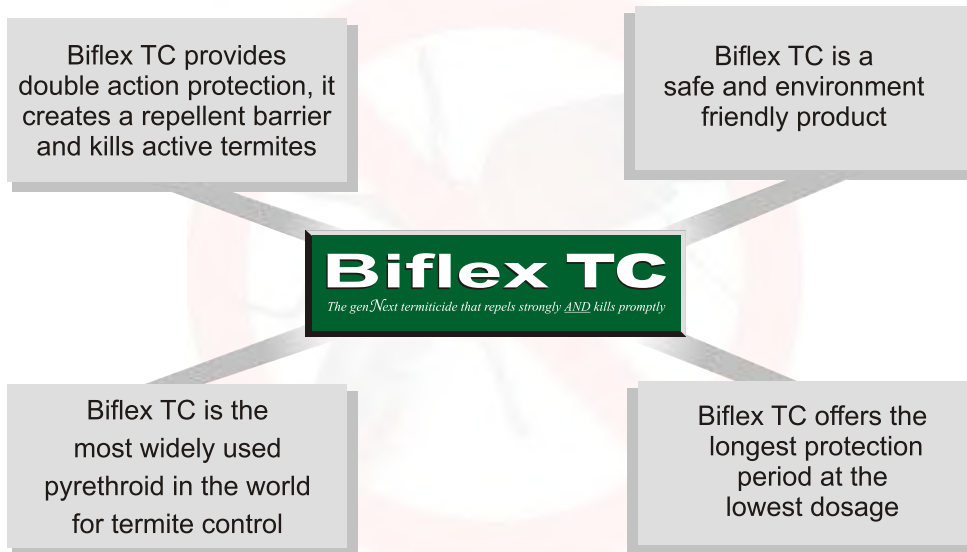 Biflex TC provides
double action protection, it
creates a repellent barrier
and kills active termites
Biflex TC is a
safe and environment
friendly product
Biflex TC
The genNext termiticide that repels strongly AND kills promptly
Biflex TC is the
most widely used
pyrethroid in the world
for termite control
Biflex TC offers the
longest protection
period at the
lowest dosage